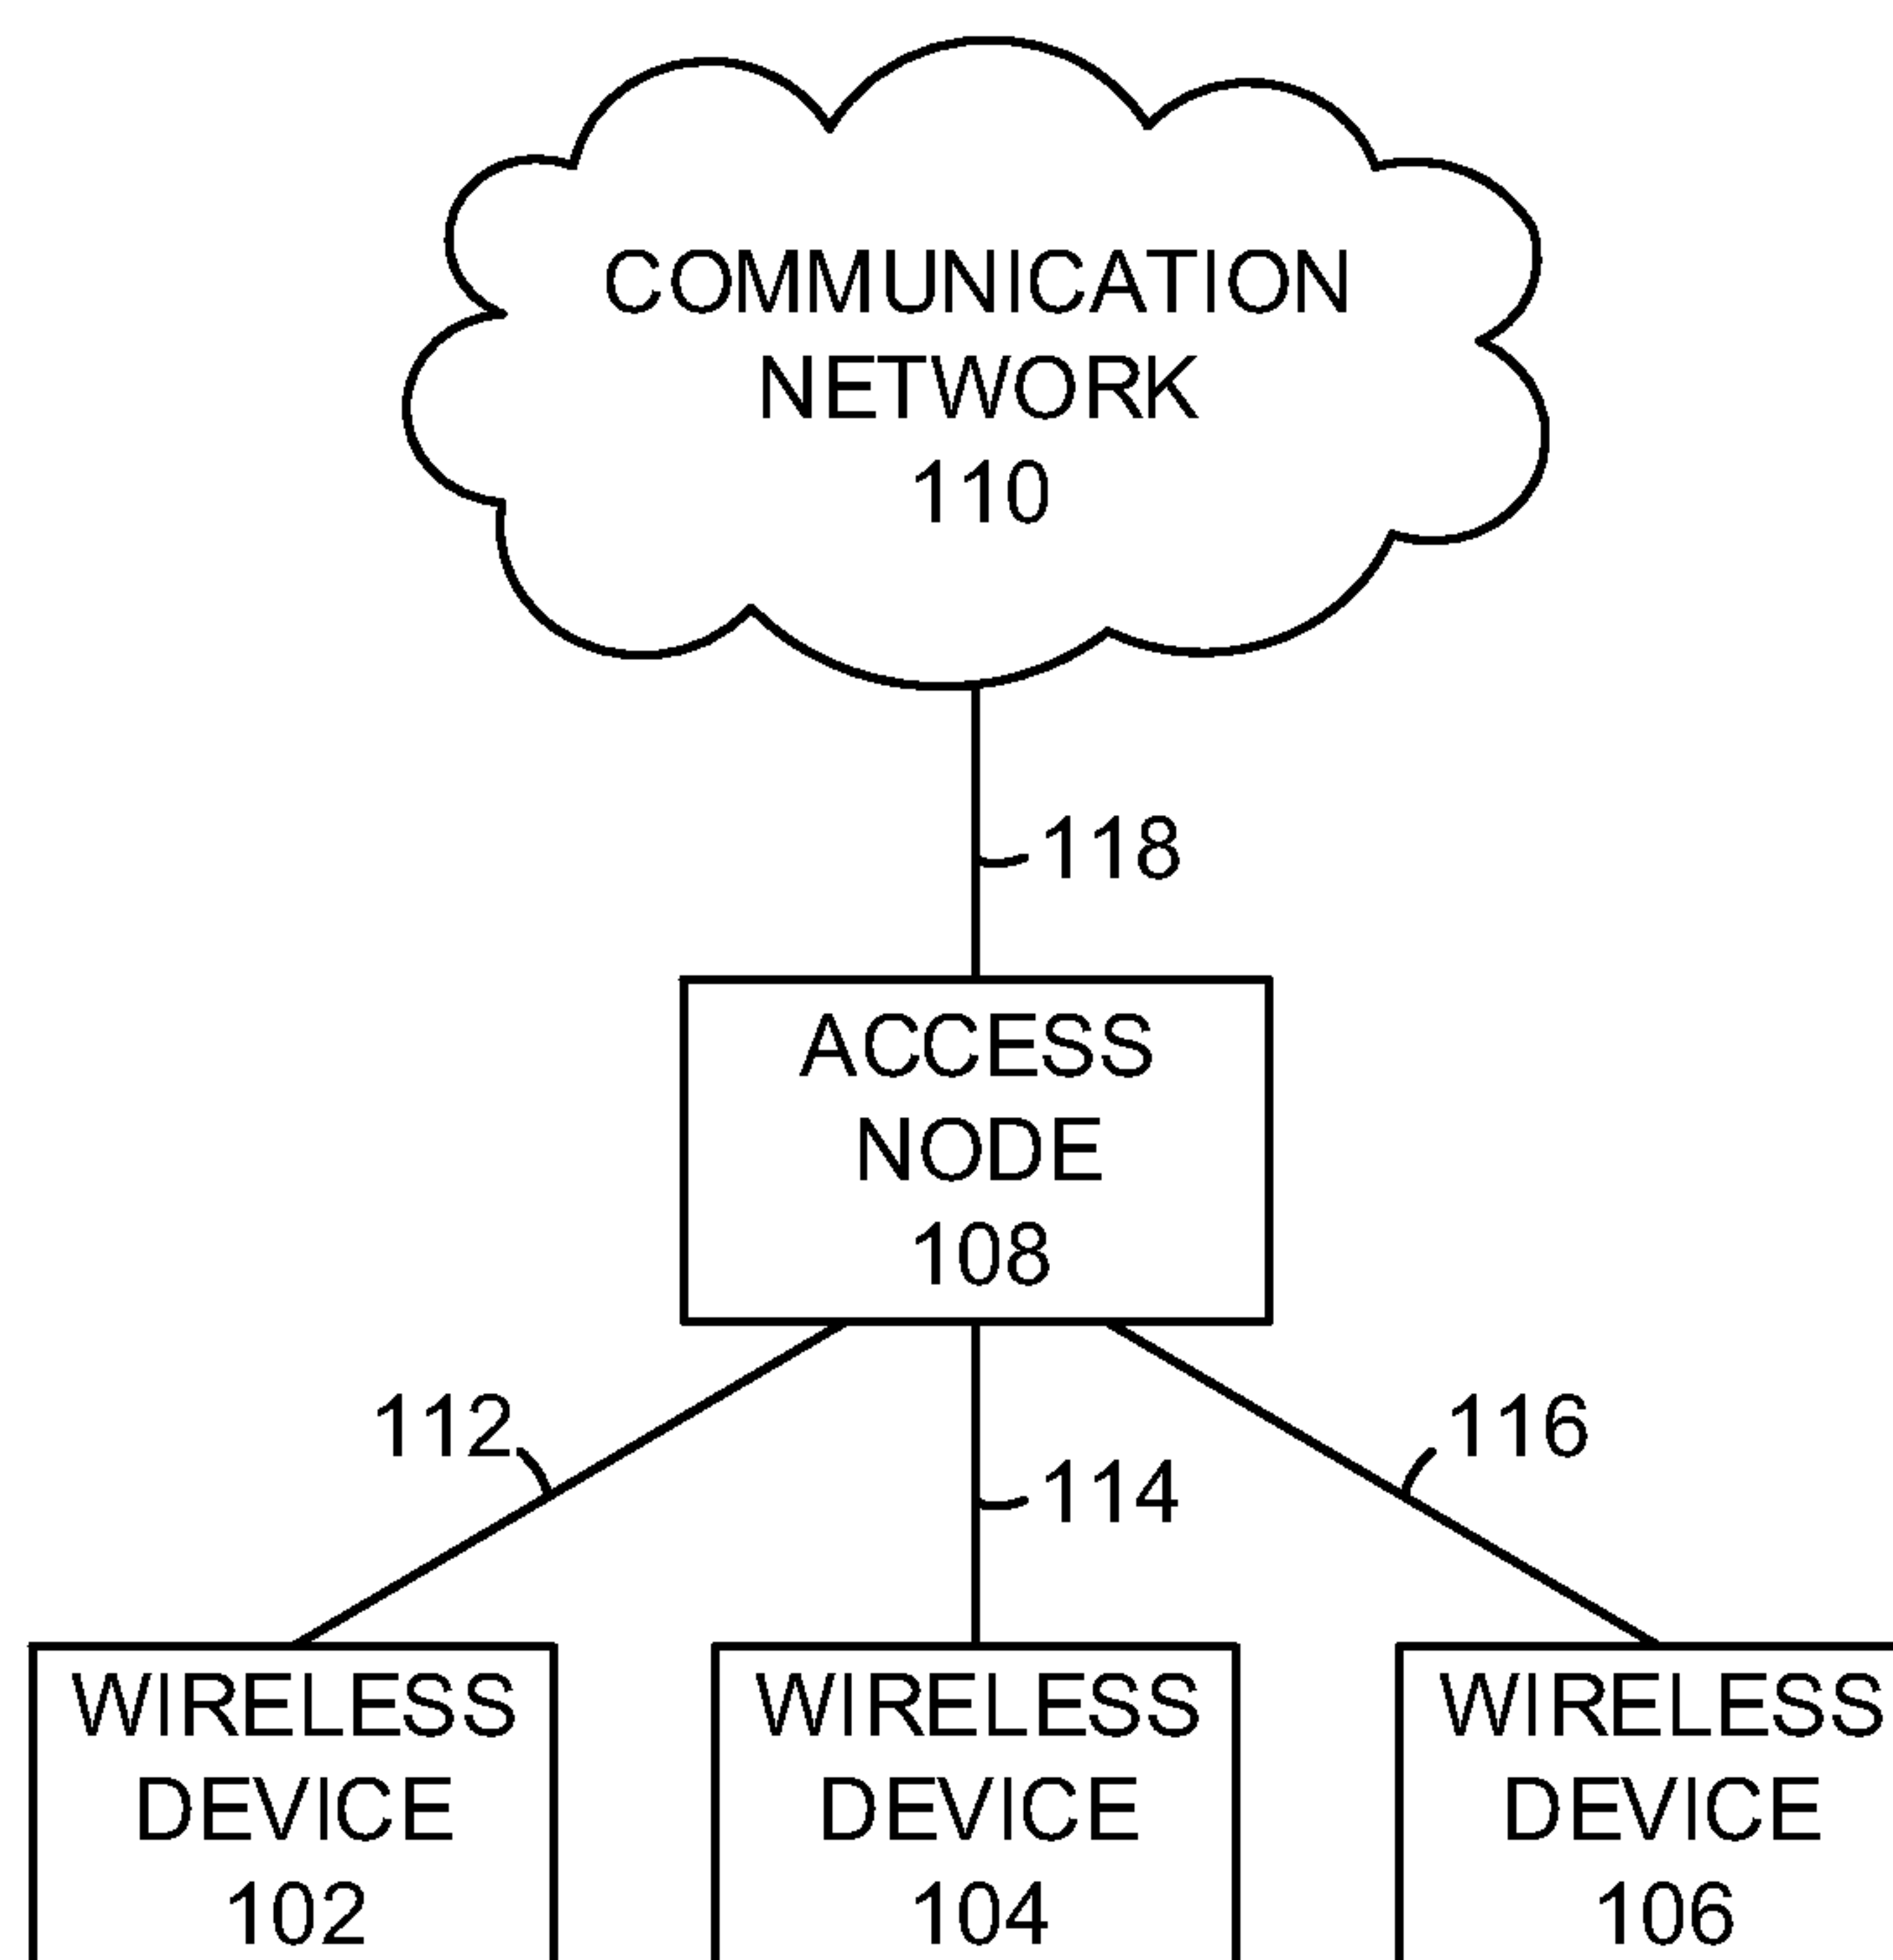 COMMUNICATION
NETWORK
110
118
ACCESS
NODE
108
112
114
116
WIRELESS
DEVICE
102
WIRELESS
DEVICE
104
WIRELESS
DEVICE
106